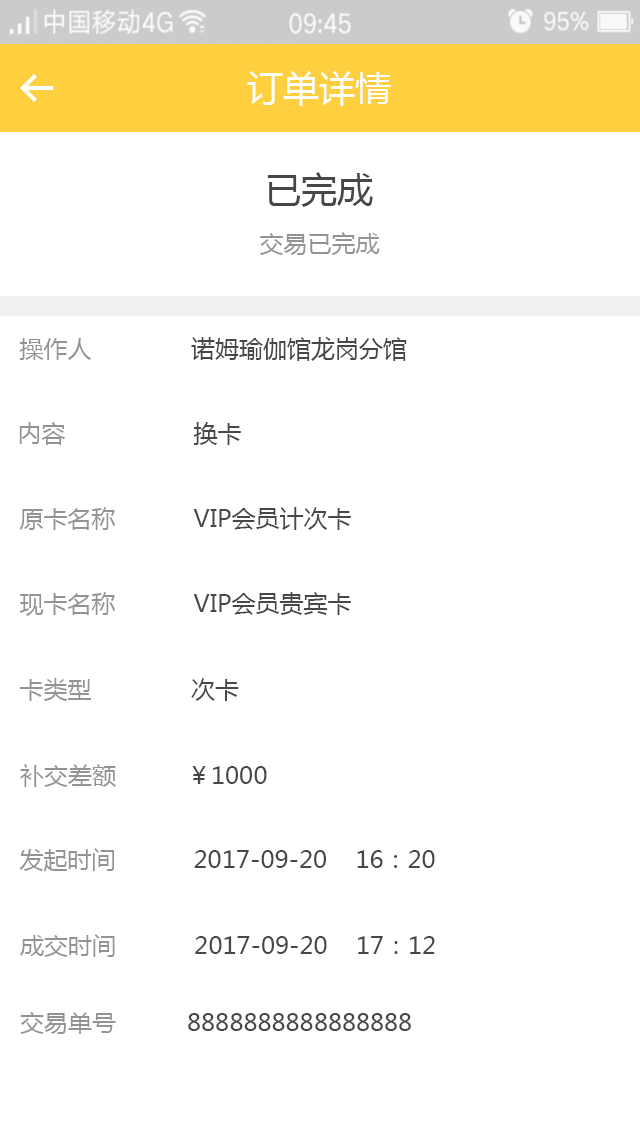 中国移动4G 09:45 95%
订单详情
已完成
交易已完成
操作人 诺姆瑜伽馆龙岗分馆
内容 换卡
原卡名称 VIP会员计次卡
现卡名称 VIP会员贵宾卡
卡类型 次卡
补交差额 ¥1000
发起时间 2017-09-20 16：20
成交时间 2017-09-20 17：12
交易单号 8888888888888888